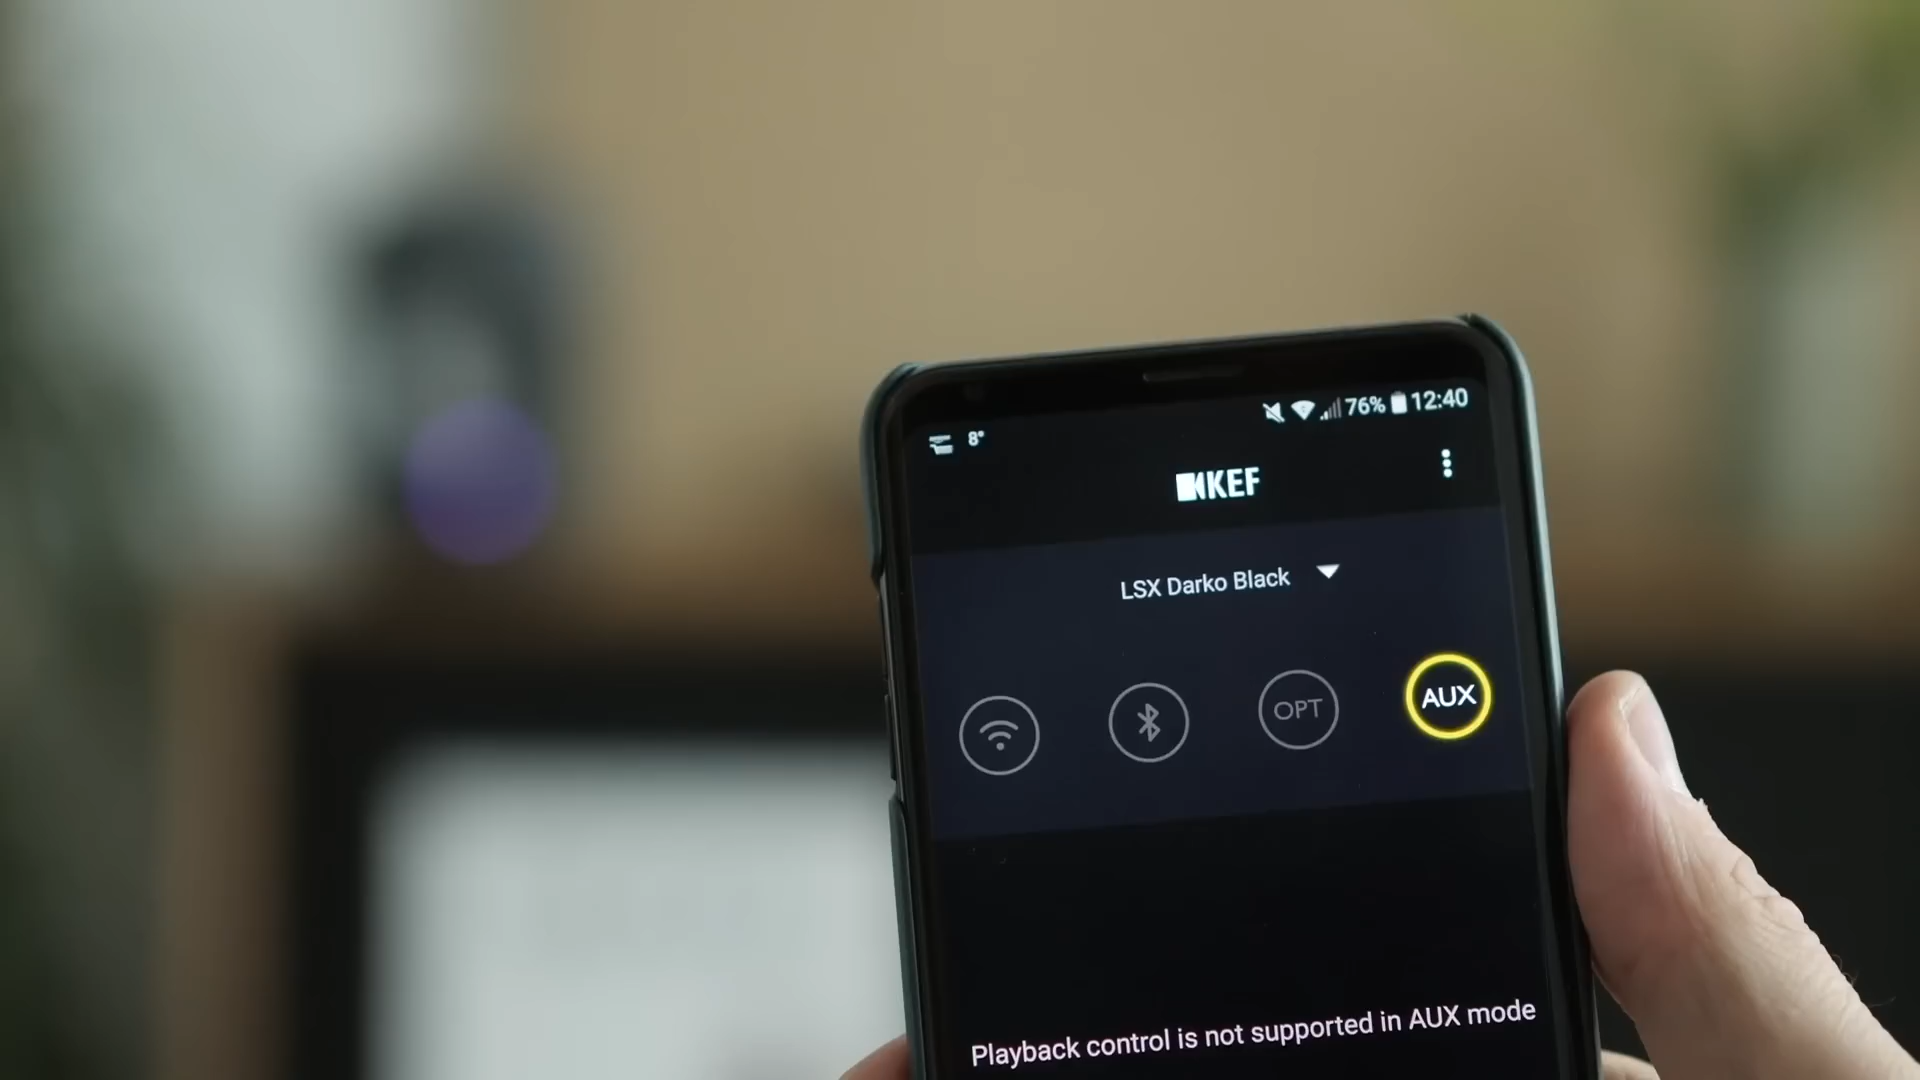 76% 12:40
8°
KEF
LSX Darko Black
OPT AUX
Playback control is not supported in AUX mode